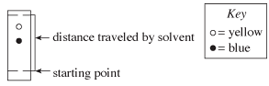 Key
= yellow
= blue
distance traveled by solvent
starting point